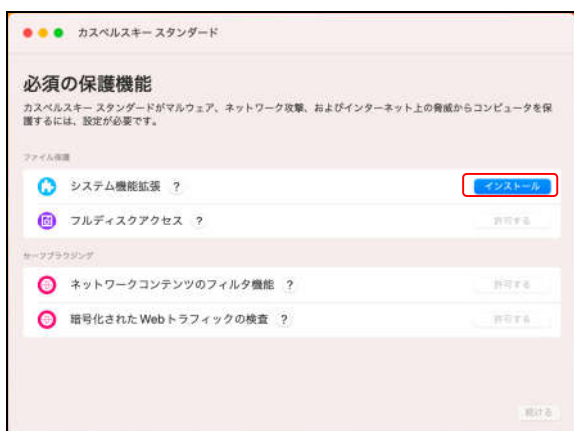 カスペルスキー スタンダード
必須の保護機能
カスペルスキー スタンダードがマルウェア、ネットワーク攻撃、およびインターネット上の脅威からコンピュータを保
護するには、設定が必要です。
ファイル保護
システム機能拡張 ?
インストール
フルディスクアクセス ?
許可する
セーフブラウジング
ネットワークコンテンツのフィルタ機能 ?
許可する
暗号化された Web トラフィックの検査 ?
許可する
続ける